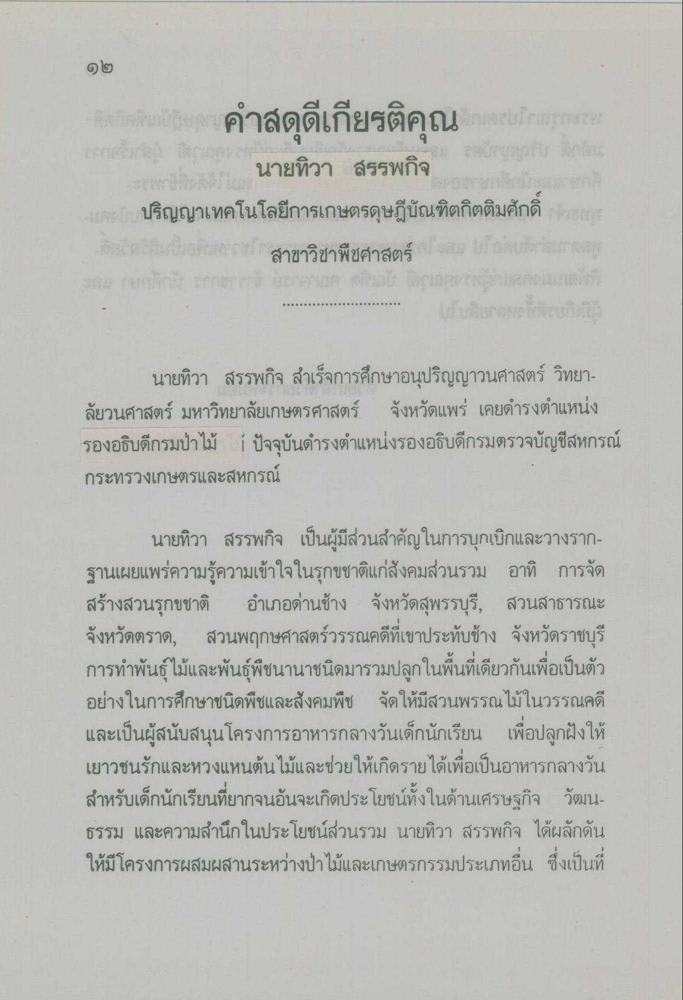 ๑๒
คำสดุดีเกียรติคุณ
นายทิวา สรรพกิจ
ปริญญาเทคโนโลยีการเกษตรดุษฎีบัณฑิตกิตติมศักดิ์
สาขาวิชาพืชศาสตร์
............................
นายทิวา สรรพกิจ สำเร็จการศึกษาอนุปริญญาวนศาสตร์ วิทยา-
ลัยวนศาสตร์ มหาวิทยาลัยเกษตรศาสตร์ จังหวัดแพร่ เคยดำรงตำแหน่ง
รองอธิบดีกรมป่าไม้ ปัจจุบันดำรงตำแหน่งรองอธิบดีกรมตรวจบัญชีสหกรณ์
กระทรวงเกษตรและสหกรณ์
นายทิวา สรรพกิจ เป็นผู้มีส่วนสำคัญในการบุกเบิกและวางราก-
ฐานเผยแพร่ความรู้ความเข้าใจในรุกขชาติแก่สังคมส่วนรวม อาทิ การจัด
สร้างสวนรุกขชาติ อำเภอด่านช้าง จังหวัดสุพรรบุรี, สวนสาธารณะ
จังหวัดตราด, สวนพฤกษศาสตร์วรรณคดีที่เขาประทับช้าง จังหวัดราชบุรี
การทำพันธุ์ไม้และพันธุ์พืชนานาชนิดมารวมปลูกในพื้นที่เดียวกันเพื่อเป็นตัว
อย่างในการศึกษาชนิดพืชและสังคมพืช จัดให้มีสวนพรรณไม้ในวรรณคดี
และเป็นผู้สนับสนุนโครงการอาหารกลางวันเด็กนักเรียน เพื่อปลูกฝังให้
เยาวชนรักและหวงแหนต้นไม้และช่วยให้เกิดรายได้เพื่อเป็นอาหารกลางวัน
สำหรับเด็กนักเรียนที่ยากจนอันจะเกิดประโยชน์ทั้งในด้านเศรษฐกิจ วัฒน-
ธรรม และความสำนึกในประโยชน์ส่วนรวม นายทิวา สรรพกิจ ได้ผลักดัน
ให้มีโครงการผสมผสานระหว่างป่าไม้และเกษตรกรรมประเภทอื่น ซึ่งเป็นที่